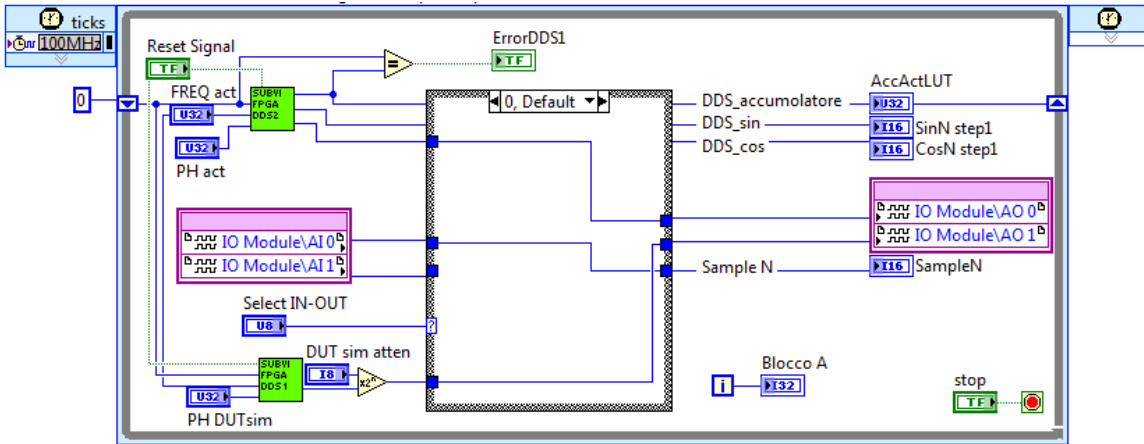 ticks
100MHz
Reset Signal
TF
ErrorDDS1
TF
=
0
FREQ act
U32
SUBVI
FPGA
DDS2
PH act
U32
0, Default
DDS_accumolatore
DDS_sin
DDS_cos
AccActLUT
U32
I16 SinN step1
I16 CosN step1
IO Module\AI 0
IO Module\AI 1
IO Module\AO 0
IO Module\AO 1
Sample N
I16 SampleN
Select IN-OUT
U8
?
DUT sim atten
I8
x2ⁿ
SUBVI
FPGA
DDS1
U32
PH DUTsim
Blocco A
i
I32
stop
TF